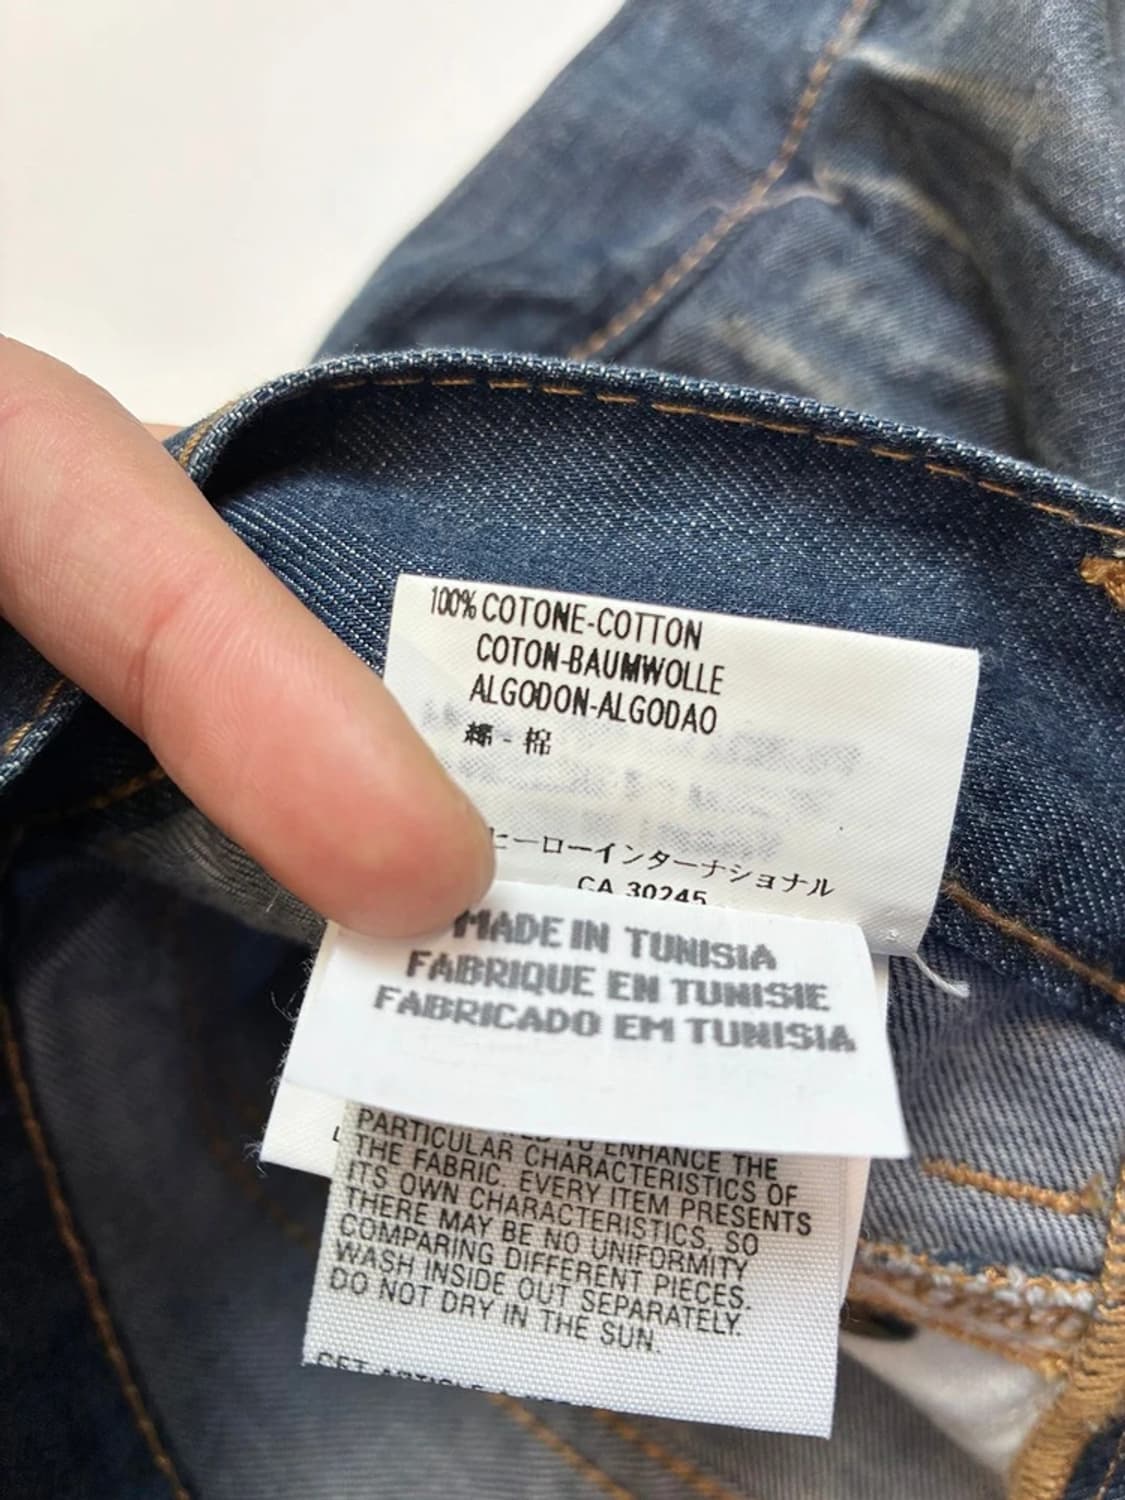 100% COTONE-COTTON
COTON-BAUMWOLLE
ALGODON-ALGODAO
綿 - 棉
ヒーローインターナショナル
CA 30245
MADE IN TUNISIA
FABRIQUE EN TUNISIE
FABRICADO EM TUNISIA
TO ENHANCE THE
PARTICULAR CHARACTERISTICS OF
THE FABRIC. EVERY ITEM PRESENTS
ITS OWN CHARACTERISTICS, SO
THERE MAY BE NO UNIFORMITY
COMPARING DIFFERENT PIECES.
WASH INSIDE OUT SEPARATELY.
DO NOT DRY IN THE SUN.